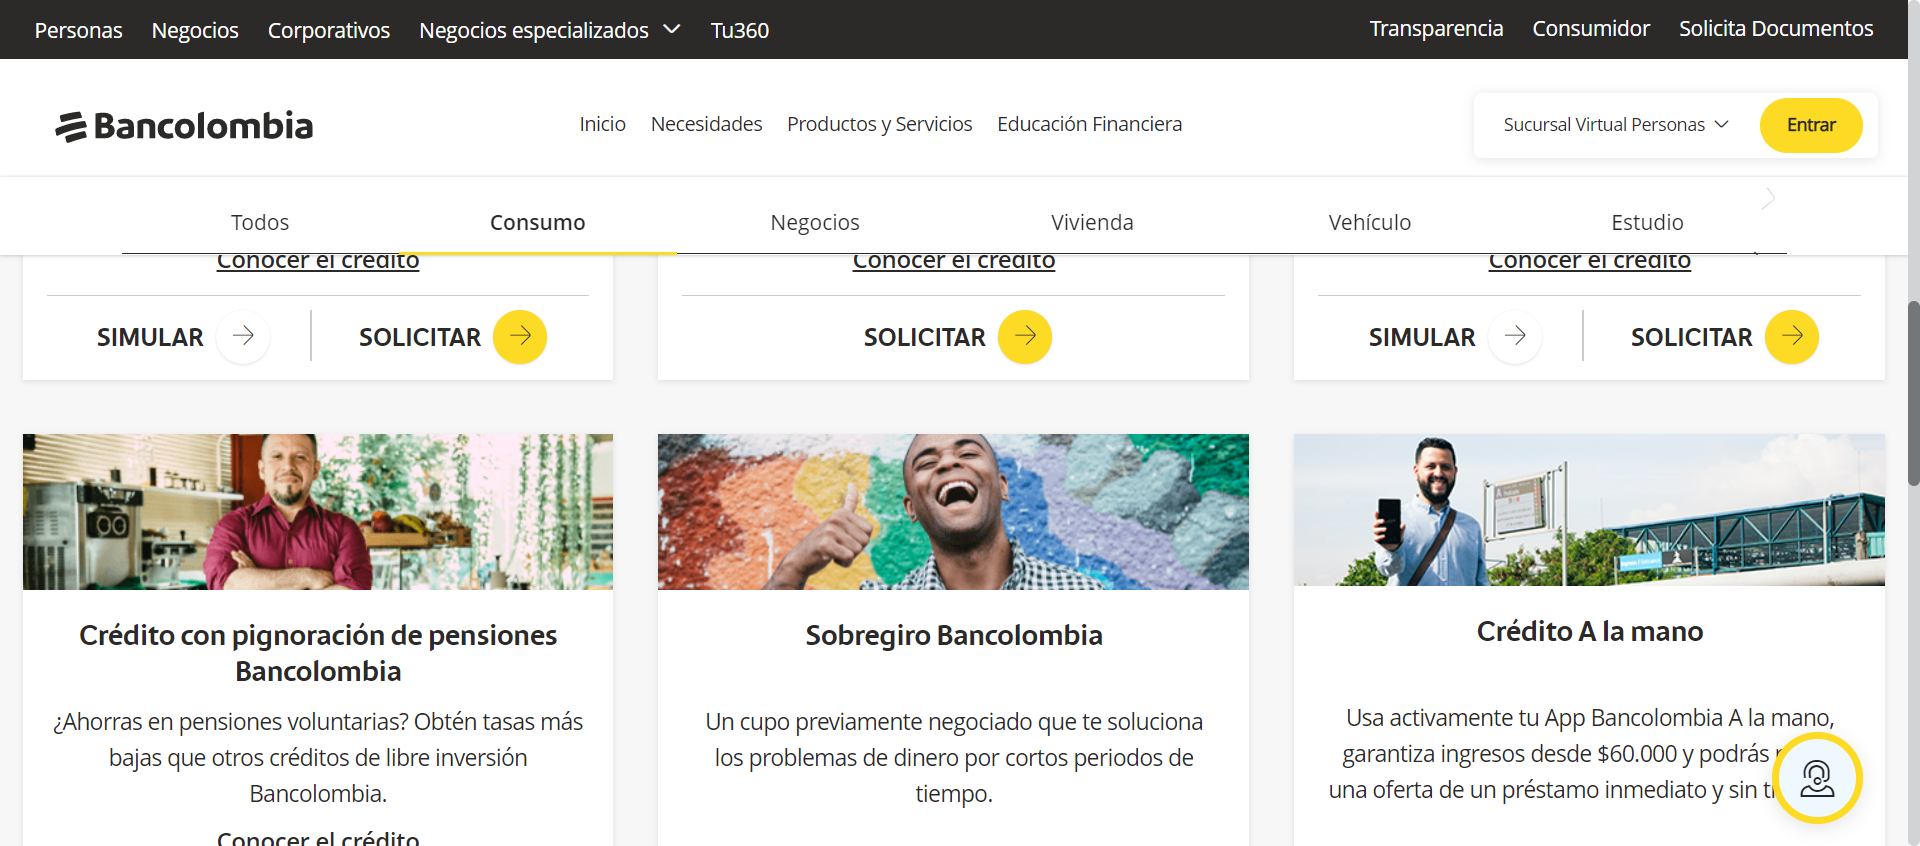 Personas Negocios Corporativos Negocios especializados Tu360 Transparencia Consumidor Solicita Documentos
Bancolombia Inicio Necesidades Productos y Servicios Educación Financiera Sucursal Virtual Personas Entrar
Todos Consumo Negocios Vivienda Vehículo Estudio
Conocer el crédito Conocer el crédito Conocer el crédito
SIMULAR SOLICITAR SOLICITAR SIMULAR SOLICITAR
Crédito con pignoración de pensiones
Bancolombia
¿Ahorras en pensiones voluntarias? Obtén tasas más
bajas que otros créditos de libre inversión
Bancolombia.
Conocer el crédito
Sobregiro Bancolombia
Un cupo previamente negociado que te soluciona
los problemas de dinero por cortos periodos de
tiempo.
Crédito A la mano
Usa activamente tu App Bancolombia A la mano,
garantiza ingresos desde $60.000 y podrás
una oferta de un préstamo inmediato y sin